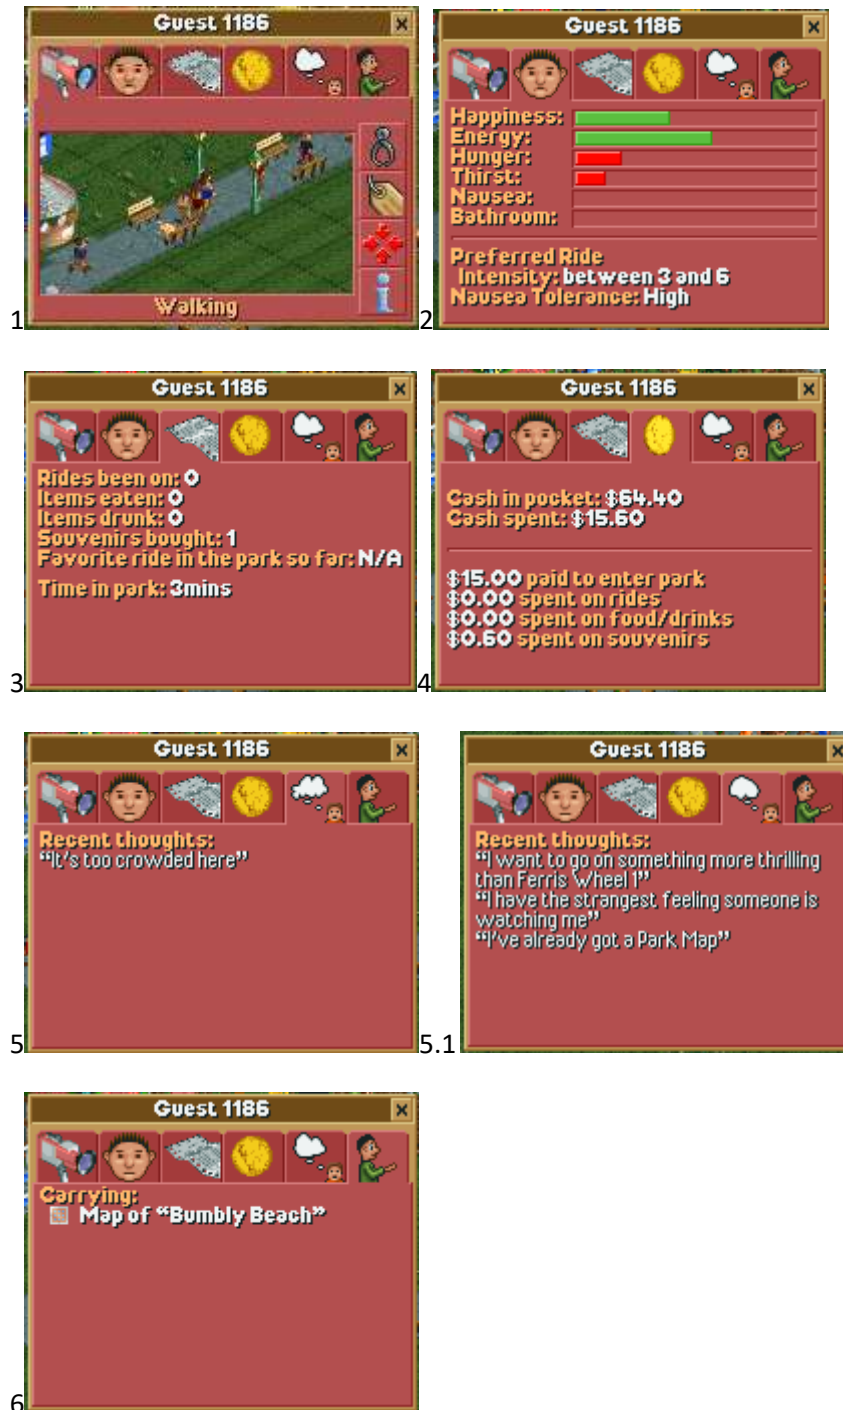 Guest 1186
Walking
1
Guest 1186
Happiness:
Energy:
Hunger:
Thirst:
Nausea:
Bathroom:
Preferred Ride
Intensity: between 3 and 6
Nausea Tolerance: High
2
Guest 1186
Rides been on: 0
Items eaten: 0
Items drunk: 0
Souvenirs bought: 1
Favorite ride in the park so far: N/A
Time in park: 3mins
3
Guest 1186
Cash in pocket: $64.40
Cash spent: $15.60
$15.00 paid to enter park
$0.00 spent on rides
$0.00 spent on food/drinks
$0.60 spent on souvenirs
4
Guest 1186
Recent thoughts:
“It's too crowded here”
5
Guest 1186
Recent thoughts:
“I want to go on something more thrilling
than Ferris Wheel 1”
“I have the strangest feeling someone is
watching me”
“I've already got a Park Map”
5.1
Guest 1186
Carrying:
Map of “Bumbly Beach”
6